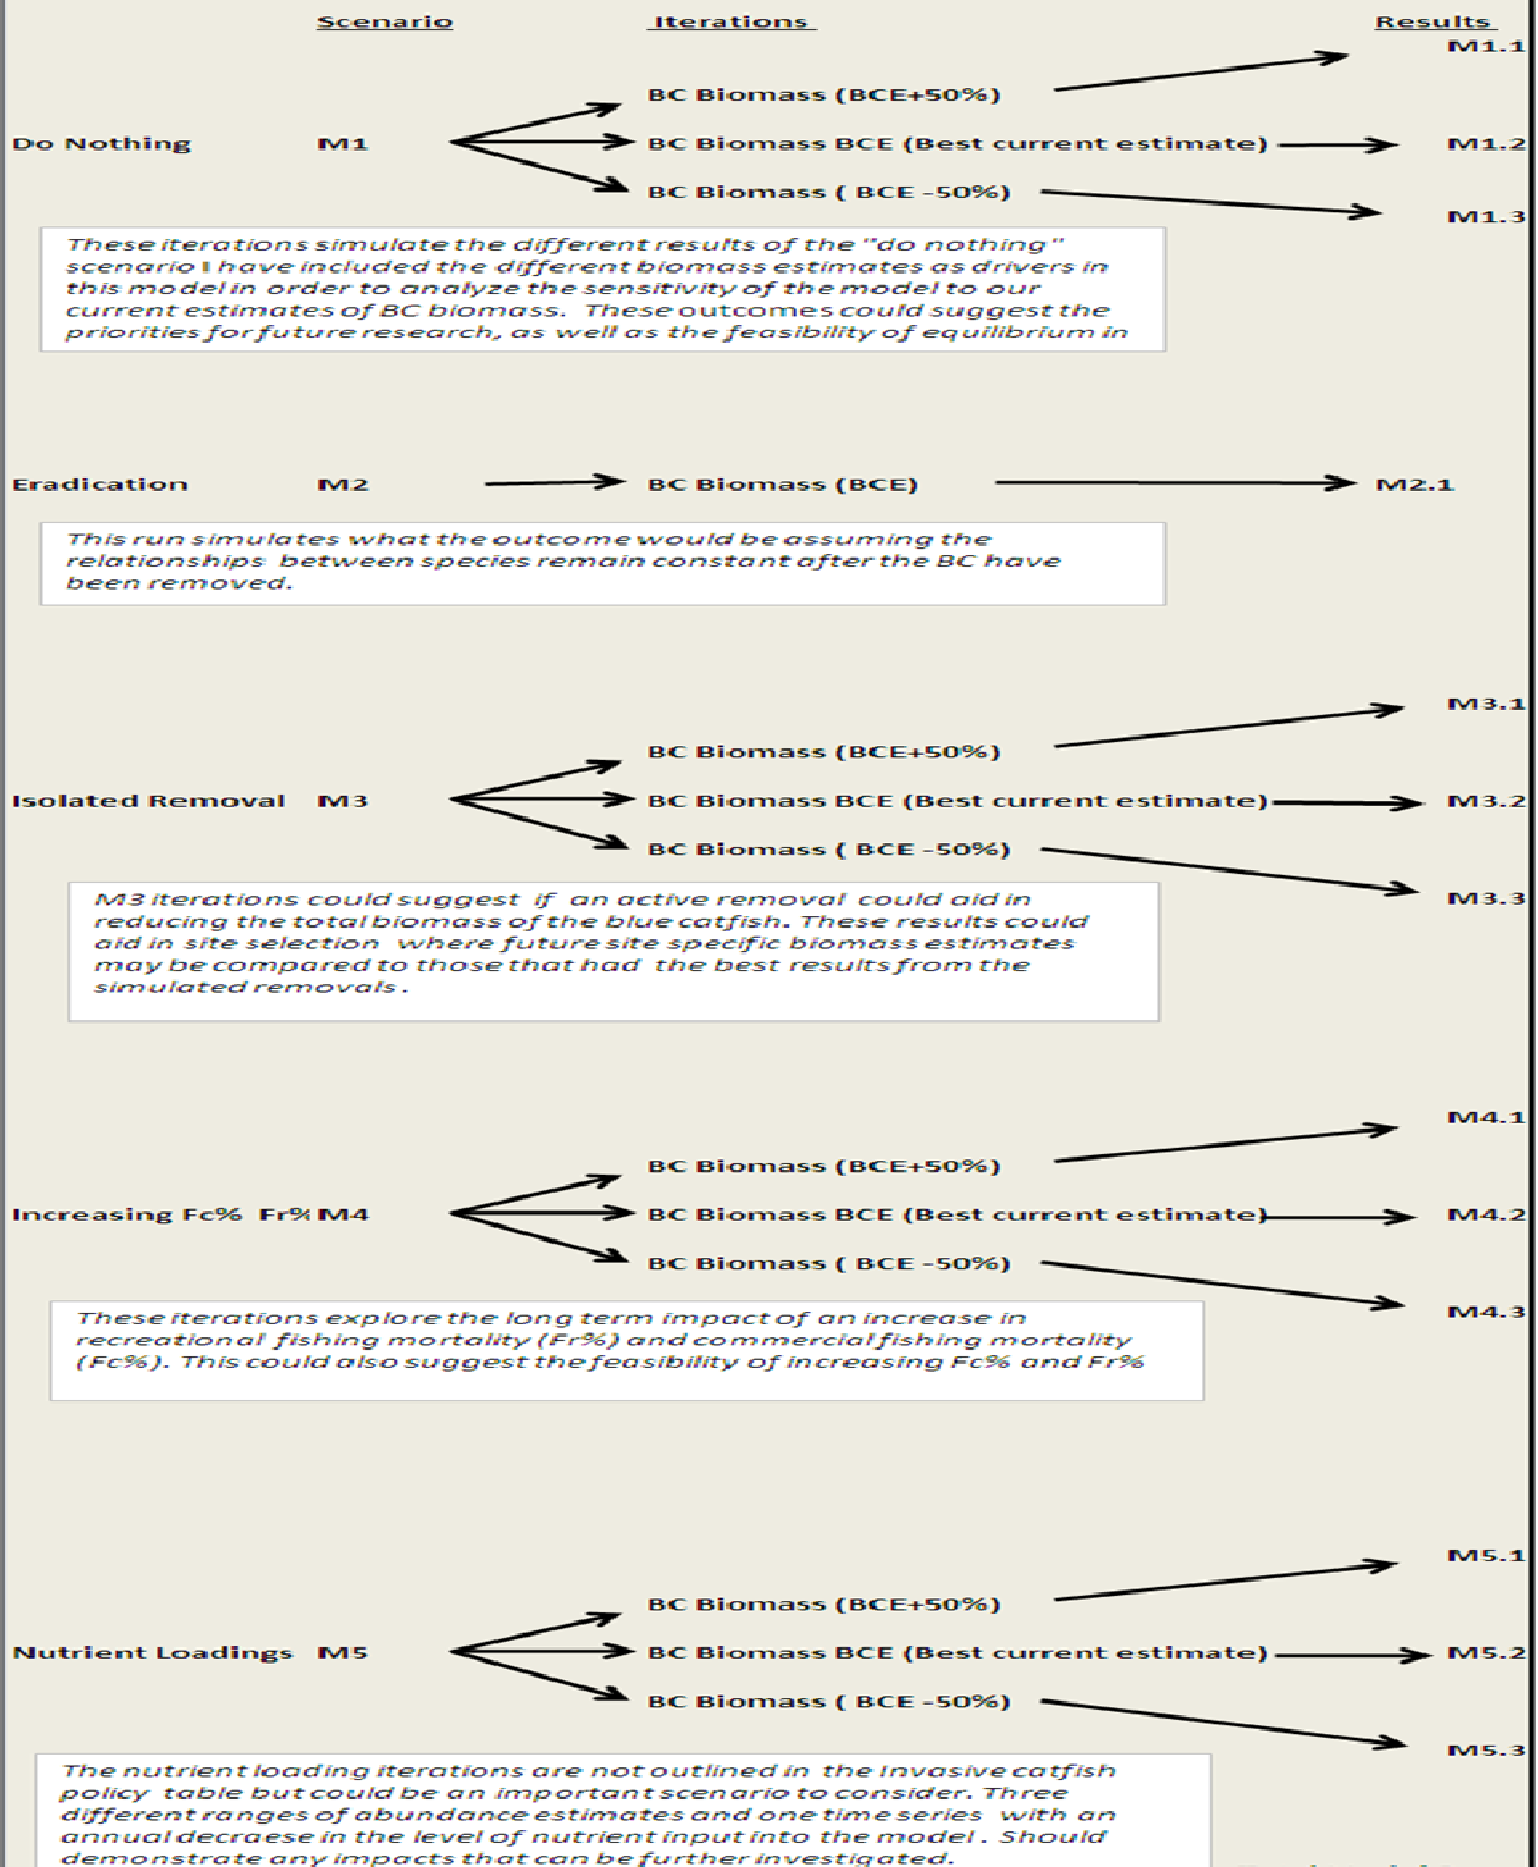 Scenario Iterations Results
M1.1
BC Biomass (BCE+50%)
Do Nothing M1 BC Biomass BCE (Best current estimate) M1.2
BC Biomass ( BCE -50%)
M1.3
These iterations simulate the different results of the "do nothing"
scenario I have included the different biomass estimates as drivers in
this model in order to analyze the sensitivity of the model to our
current estimates of BC biomass. These outcomes could suggest the
priorities for future research, as well as the feasibility of equilibrium in
Eradication M2 BC Biomass (BCE) M2.1
This run simulates what the outcome would be assuming the
relationships between species remain constant after the BC have
been removed.
M3.1
BC Biomass (BCE+50%)
Isolated Removal M3 BC Biomass BCE (Best current estimate) M3.2
BC Biomass ( BCE -50%)
M3.3
M3 iterations could suggest if an active removal could aid in
reducing the total biomass of the blue catfish. These results could
aid in site selection where future site specific biomass estimates
may be compared to those that had the best results from the
simulated removals.
M4.1
BC Biomass (BCE+50%)
Increasing Fc% Fr% M4 BC Biomass BCE (Best current estimate) M4.2
BC Biomass ( BCE -50%)
M4.3
These iterations explore the long term impact of an increase in
recreational fishing mortality (Fr%) and commercial fishing mortality
(Fc%). This could also suggest the feasibility of increasing Fc% and Fr%
M5.1
BC Biomass (BCE+50%)
Nutrient Loadings M5 BC Biomass BCE (Best current estimate) M5.2
BC Biomass ( BCE -50%)
M5.3
The nutrient loading iterations are not outlined in the Invasive catfish
policy table but could be an important scenario to consider. Three
different ranges of abundance estimates and one time series with an
annual decraese in the level of nutrient input into the model. Should
demonstrate any impacts that can be further investigated.